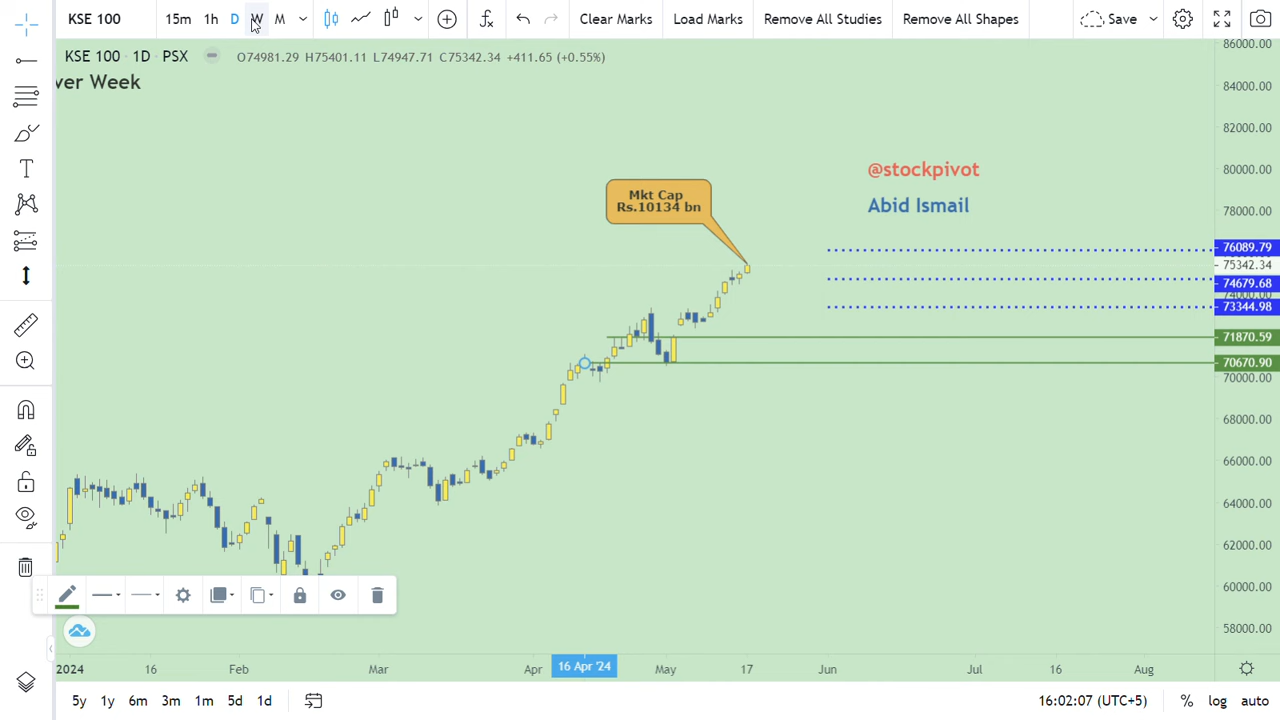 KSE 100 15m 1h D W M Clear Marks Load Marks Remove All Studies Remove All Shapes Save
KSE 100 1D PSX O74981.29 H75401.11 L74947.71 C75342.34 +411.65 (+0.55%)
ver Week
86000.00
84000.00
82000.00
80000.00
78000.00
@stockpivot
Abid Ismail
Mkt Cap
Rs.10134 bn
76089.79
75342.34
74679.68
74000.00
73344.98
71870.59
70670.90
70000.00
68000.00
66000.00
64000.00
62000.00
60000.00
58000.00
2024 16 Feb Mar Apr 16 Apr '24 May 17 Jun Jul 16 Aug
5y 1y 6m 3m 1m 5d 1d 16:02:07 (UTC+5) % log auto